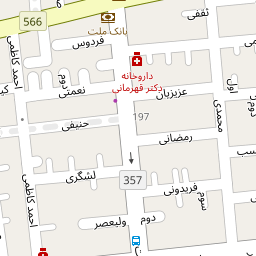 ثقفی
بانک ملت
566
فردوس
داروخانه
دکتر قهرمانی
احمد کاظمی
دوم
نعمتی
عزیزیان
اول
محمدی
دوم
197
حنیفی
رمضانی
لشگری
357
فریدونی
سوم
احمد کاظمی
ولیعصر
دوم